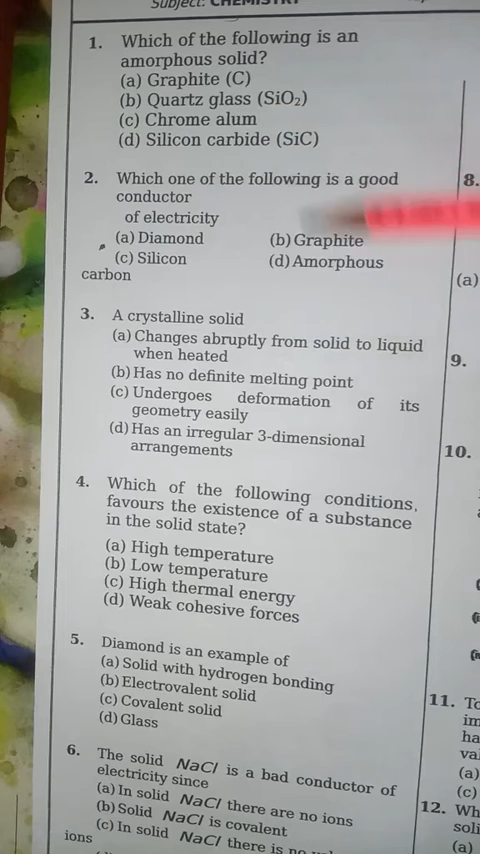 Subject: CHEMISTRY
1. Which of the following is an
amorphous solid?
(a) Graphite (C)
(b) Quartz glass (SiO₂)
(c) Chrome alum
(d) Silicon carbide (SiC)
2. Which one of the following is a good
conductor
of electricity
(a) Diamond (b) Graphite
(c) Silicon (d) Amorphous
carbon
3. A crystalline solid
(a) Changes abruptly from solid to liquid
when heated
(b) Has no definite melting point
(c) Undergoes deformation of its
geometry easily
(d) Has an irregular 3-dimensional
arrangements
4. Which of the following conditions,
favours the existence of a substance
in the solid state?
(a) High temperature
(b) Low temperature
(c) High thermal energy
(d) Weak cohesive forces
5. Diamond is an example of
(a) Solid with hydrogen bonding
(b) Electrovalent solid
(c) Covalent solid
(d) Glass
6. The solid NaCl is a bad conductor of
electricity since
(a) In solid NaCl there are no ions
(b) Solid NaCl is covalent
(c) In solid NaCl there is no
ions
8.
(a)
9.
10.
11.
(a)
(c)
12.
(a)